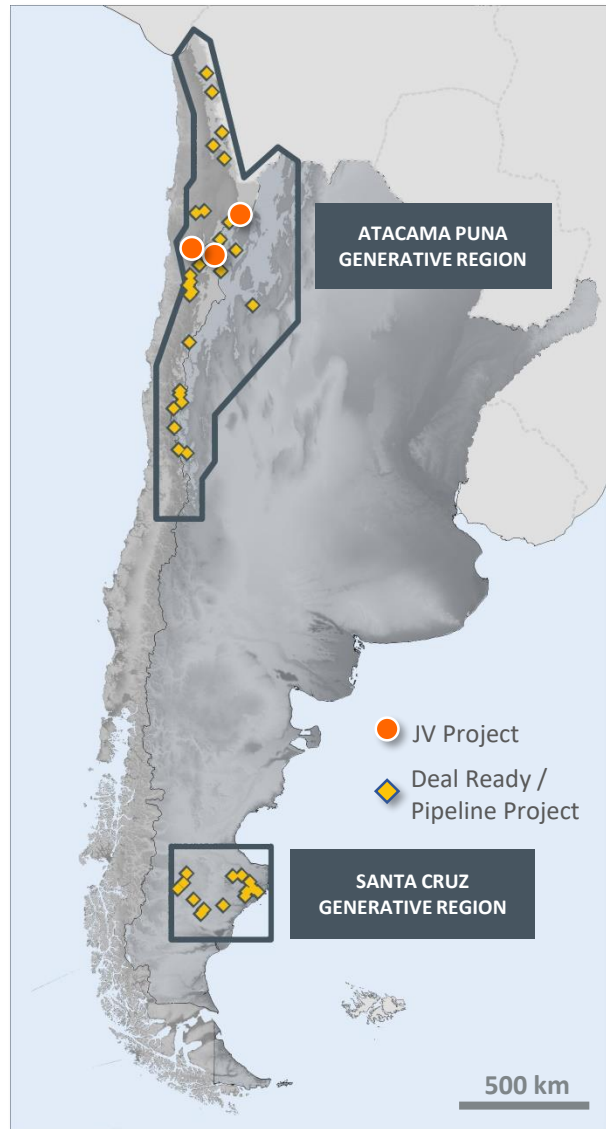 ATACAMA PUNA
GENERATIVE REGION
JV Project
Deal Ready /
Pipeline Project
SANTA CRUZ
GENERATIVE REGION
500 km